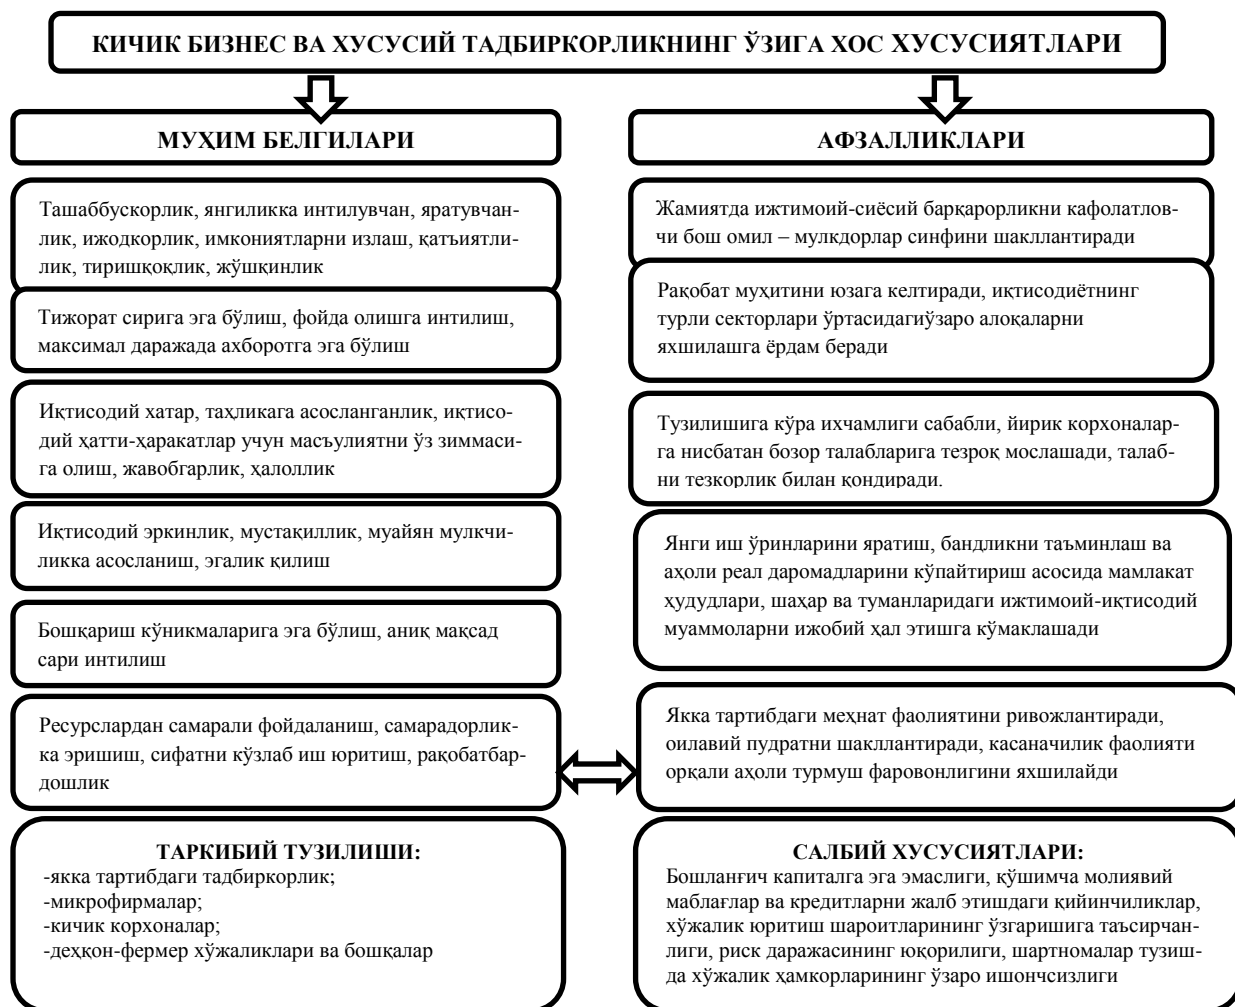 КИЧИК БИЗНЕС ВА ХУСУСИЙ ТАДБИРКОРЛИКНИНГ ЎЗИГА ХОС ХУСУСИЯТЛАРИ
МУҲИМ БЕЛГИЛАРИ
Ташаббускорлик, янгиликка интилувчан, яратувчан-
лик, ижодкорлик, имкониятларни излаш, қатъиятли-
лик, тиришқоқлик, жўшқинлик
Тижорат сирига эга бўлиш, фойда олишга интилиш,
максимал даражада ахборотга эга бўлиш
Иқтисодий хатар, таҳликага асосланганлик, иқтисо-
дий ҳатти-ҳаракатлар учун масъулиятни ўз зиммаси-
га олиш, жавобгарлик, ҳалоллик
Иқтисодий эркинлик, мустақиллик, муайян мулкчи-
ликка асосланиш, эгалик қилиш
Бошқариш кўникмаларига эга бўлиш, аниқ мақсад
сари интилиш
Ресурслардан самарали фойдаланиш, самарадорлик-
ка эришиш, сифатни кўзлаб иш юритиш, рақобатбар-
дошлик
ТАРКИБИЙ ТУЗИЛИШИ:
-якка тартибдаги тадбиркорлик;
-микрофирмалар;
-кичик корхоналар;
-деҳқон-фермер хўжаликлари ва бошқалар
АФЗАЛЛИКЛАРИ
Жамиятда ижтимоий-сиёсий барқарорликни кафолатлов-
чи бош омил – мулкдорлар синфини шакллантиради
Рақобат муҳитини юзага келтиради, иқтисодиётнинг
турли секторлари ўртасидагиўзаро алоқаларни
яхшилашга ёрдам беради
Тузилишига кўра ихчамлиги сабабли, йирик корхоналар-
га нисбатан бозор талабларига тезроқ мослашади, талаб-
ни тезкорлик билан қондиради.
Янги иш ўринларини яратиш, бандликни таъминлаш ва
аҳоли реал даромадларини кўпайтириш асосида мамлакат
ҳудудлари, шаҳар ва туманларидаги ижтимоий-иқтисодий
муаммоларни ижобий ҳал этишга кўмаклашади
Якка тартибдаги меҳнат фаолиятини ривожлантиради,
оилавий пудратни шакллантиради, касаначилик фаолияти
орқали аҳоли турмуш фаровонлигини яхшилайди
САЛБИЙ ХУСУСИЯТЛАРИ:
Бошланғич капиталга эга эмаслиги, қўшимча молиявий
маблағлар ва кредитларни жалб этишдаги қийинчиликлар,
хўжалик юритиш шароитларининг ўзгаришига таъсирчан-
лиги, риск даражасининг юқорилиги, шартномалар тузиш-
да хўжалик ҳамкорларининг ўзаро ишончсизлиги